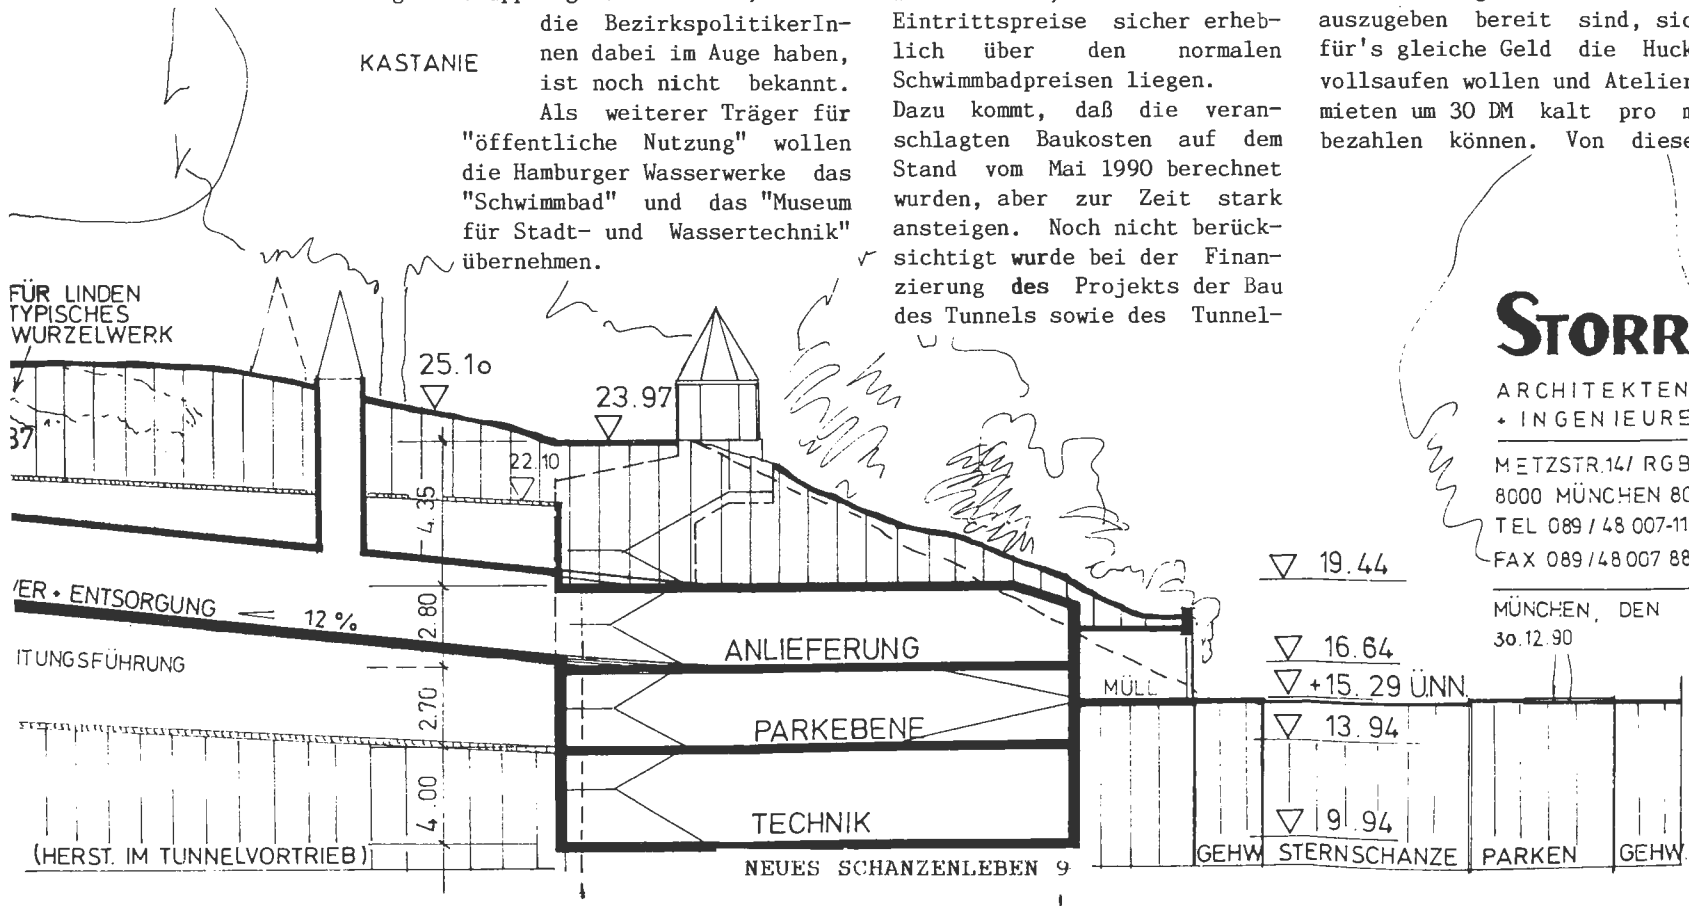 die BezirkspolitikerIn-
nen dabei im Auge haben,
ist noch nicht bekannt.
Als weiterer Träger für
"öffentliche Nutzung" wollen
die Hamburger Wasserwerke das
"Schwimmbad" und das "Museum
für Stadt- und Wassertechnik"
übernehmen.
Eintrittspreise sicher erheb-
lich über den normalen
Schwimmbadpreisen liegen.
Dazu kommt, daß die veran-
schlagten Baukosten auf dem
Stand vom Mai 1990 berechnet
wurden, aber zur Zeit stark
ansteigen. Noch nicht berück-
sichtigt wurde bei der Finan-
zierung des Projekts der Bau
des Tunnels sowie des Tunnel-
auszugeben bereit sind, sic
für's gleiche Geld die Huck
vollsaufen wollen und Atelier
mieten um 30 DM kalt pro m
bezahlen können. Von diese
KASTANIE
FÜR LINDEN
TYPISCHES
WURZELWERK
37
25.10
23.97
22.10
4.35
2.80
2.70
4.00
VER + ENTSORGUNG
12 %
ITUNGSFÜHRUNG
(HERST. IM TUNNELVORTRIEB)
ANLIEFERUNG
PARKEBENE
TECHNIK
MÜLL
19.44
16.64
+15.29 Ü.NN.
13.94
9.94
GEHW. STERNSCHANZE PARKEN GEHW.
STORR
ARCHITEKTEN
+ INGENIEURE
METZSTR.14/ RGB
8000 MÜNCHEN 80
TEL 089 / 48 007-11
FAX 089/48007 88
MÜNCHEN, DEN
30.12.90
NEUES SCHANZENLEBEN 9